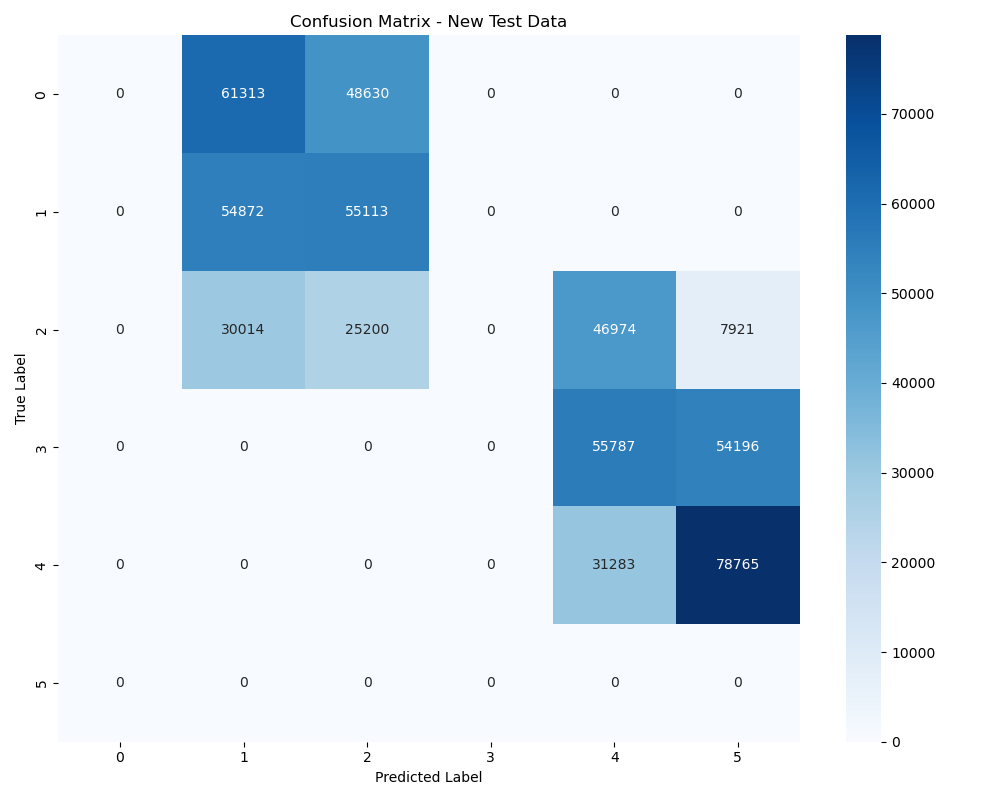 Confusion Matrix - New Test Data
True Label
0 0 61313 48630 0 0 0
1 0 54872 55113 0 0 0
2 0 30014 25200 0 46974 7921
3 0 0 0 0 55787 54196
4 0 0 0 0 31283 78765
5 0 0 0 0 0 0
0 1 2 3 4 5
Predicted Label
70000
60000
50000
40000
30000
20000
10000
0